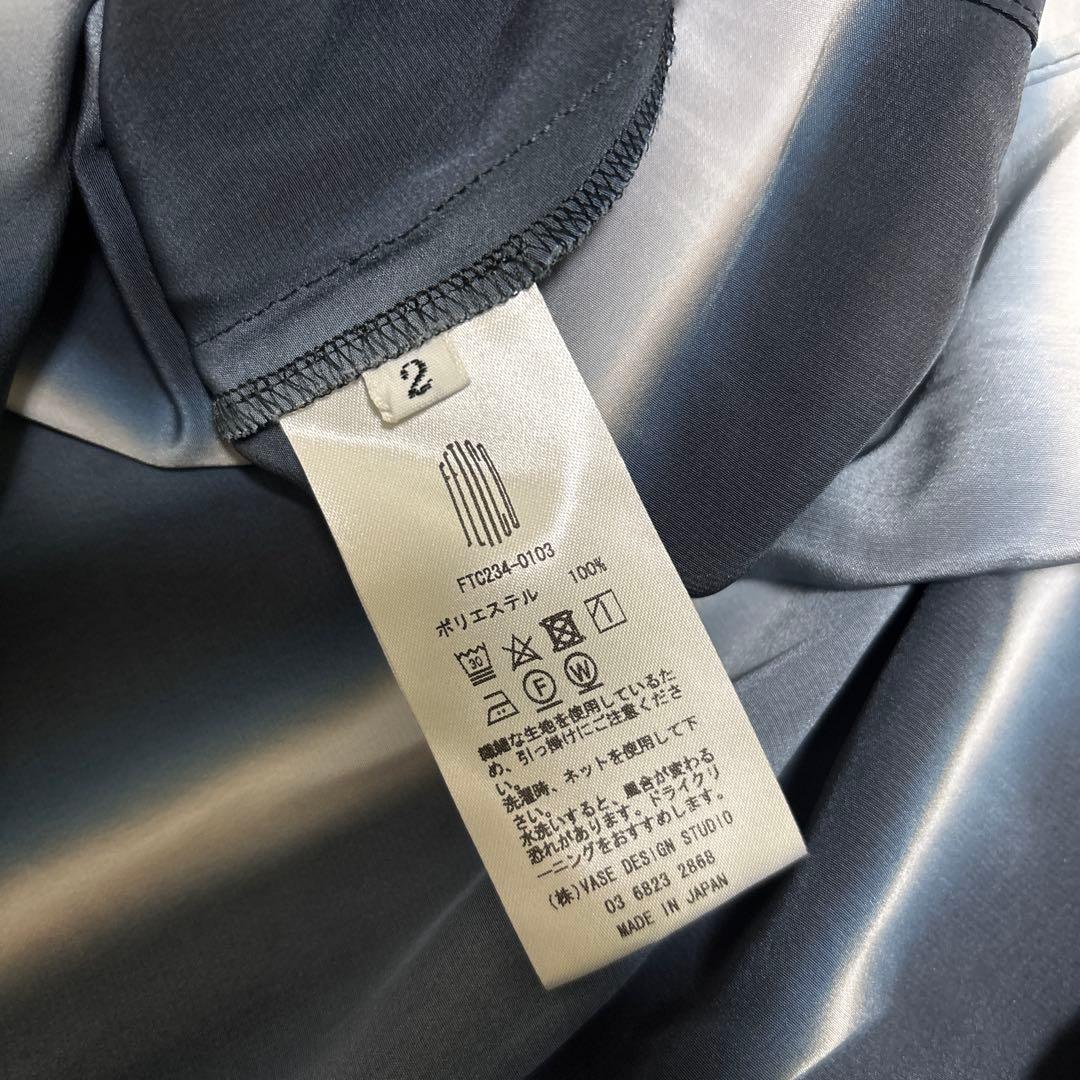 2
FETICO
FTC234-0103
ポリエステル 100%
30
F W
繊細な生地を使用しているた
め、引っ掛けにご注意くださ
い。
洗濯時、ネットを使用して下
さい。
水洗いすると、風合が変わる
恐れがあります。ドライクリ
ーニングをおすすめします。
(株)VASE DESIGN STUDIO
03 6823 2868
MADE IN JAPAN